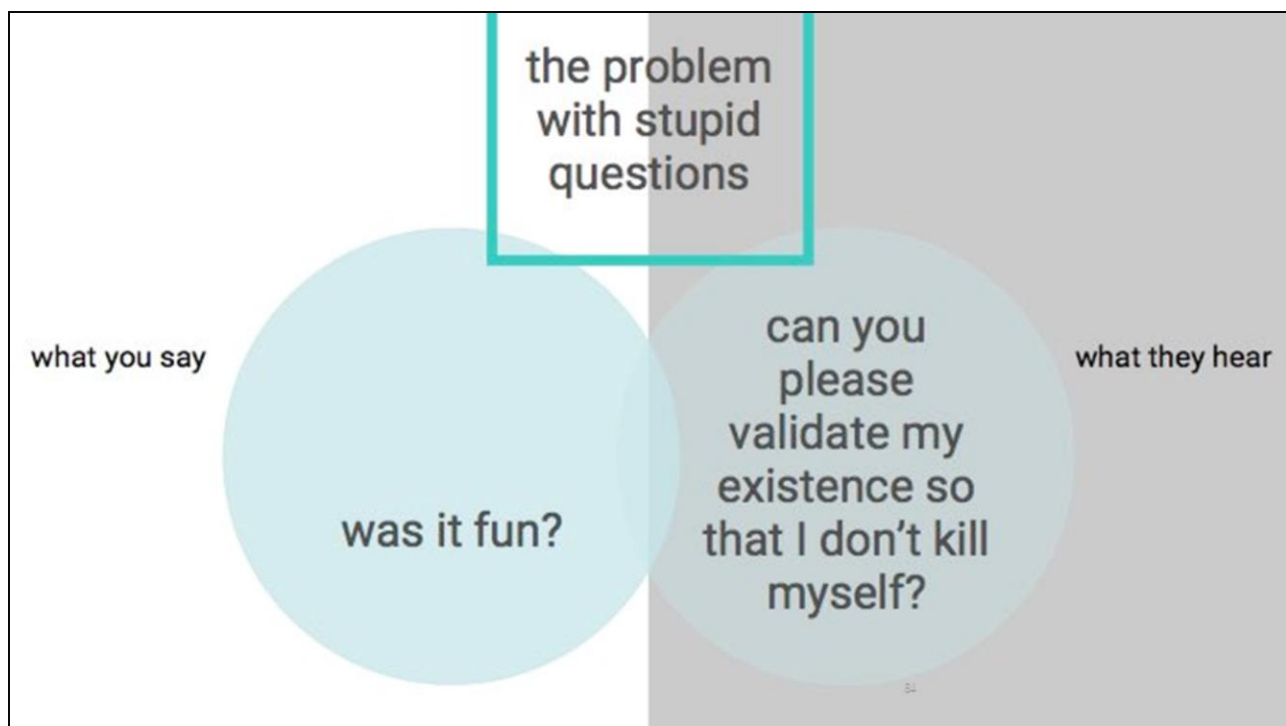 the problem
with stupid
questions
what you say
was it fun?
can you
please
validate my
existence so
that I don't kill
myself?
what they hear